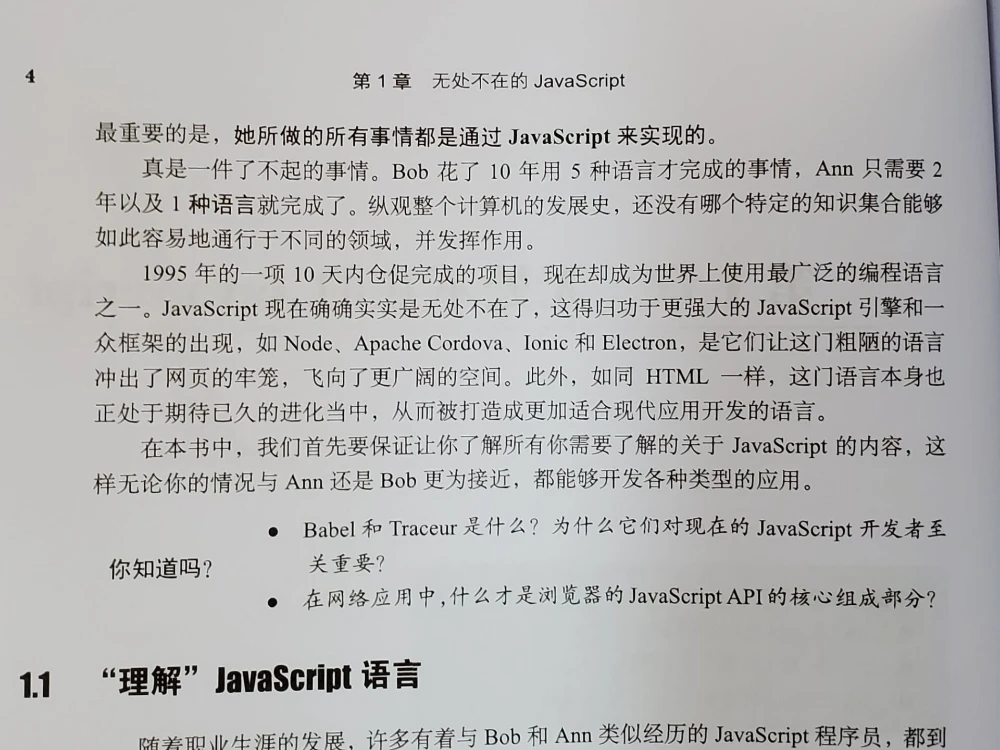 4
第 1 章 无处不在的 JavaScript
最重要的是，她所做的所有事情都是通过 JavaScript 来实现的。
真是一件了不起的事情。Bob 花了 10 年用 5 种语言才完成的事情，Ann 只需要 2
年以及 1 种语言就完成了。纵观整个计算机的发展史，还没有哪个特定的知识集合能够
如此容易地通行于不同的领域，并发挥作用。
1995 年的一项 10 天内仓促完成的项目，现在却成为世界上使用最广泛的编程语言
之一。JavaScript 现在确确实实是无处不在了，这得归功于更强大的 JavaScript 引擎和一
众框架的出现，如 Node、Apache Cordova、Ionic 和 Electron，是它们让这门粗陋的语言
冲出了网页的牢笼，飞向了更广阔的空间。此外，如同 HTML 一样，这门语言本身也
正处于期待已久的进化当中，从而被打造成更加适合现代应用开发的语言。
在本书中，我们首先要保证让你了解所有你需要了解的关于 JavaScript 的内容，这
样无论你的情况与 Ann 还是 Bob 更为接近，都能够开发各种类型的应用。
你知道吗？
● Babel 和 Traceur 是什么？为什么它们对现在的 JavaScript 开发者至
关重要？
● 在网络应用中，什么才是浏览器的 JavaScript API 的核心组成部分？
1.1 “理解” JavaScript 语言
随着职业生涯的发展，许多有着与 Bob 和 Ann 类似经历的 JavaScript 程序员，都到